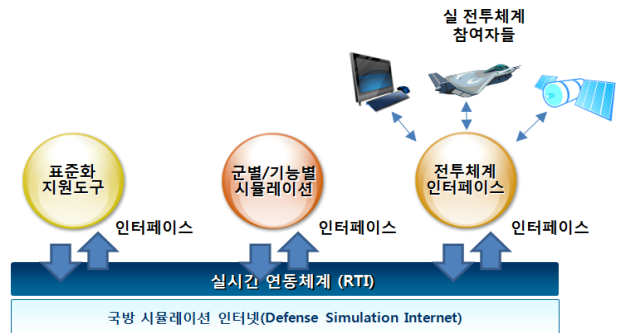 실 전투체계
참여자들
표준화
지원도구
군별/기능별
시뮬레이션
전투체계
인터페이스
인터페이스
인터페이스
인터페이스
실시간 연동체계 (RTI)
국방 시뮬레이션 인터넷(Defense Simulation Internet)